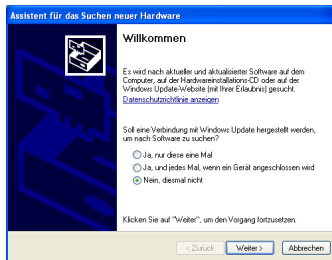 Assistent für das Suchen neuer Hardware
Willkommen
Es wird nach aktueller und aktualisierter Software auf dem
Computer, auf der Hardwareinstallations-CD oder auf der
Windows Update-Website (mit Ihrer Erlaubnis) gesucht.
Datenschutzrichtlinie anzeigen
Soll eine Verbindung mit Windows Update hergestellt werden,
um nach Software zu suchen?
Ja, nur diese eine Mal
Ja, und jedes Mal, wenn ein Gerät angeschlossen wird
Nein, diesmal nicht
Klicken Sie auf "Weiter", um den Vorgang fortzusetzen.
< Zurück
Weiter >
Abbrechen